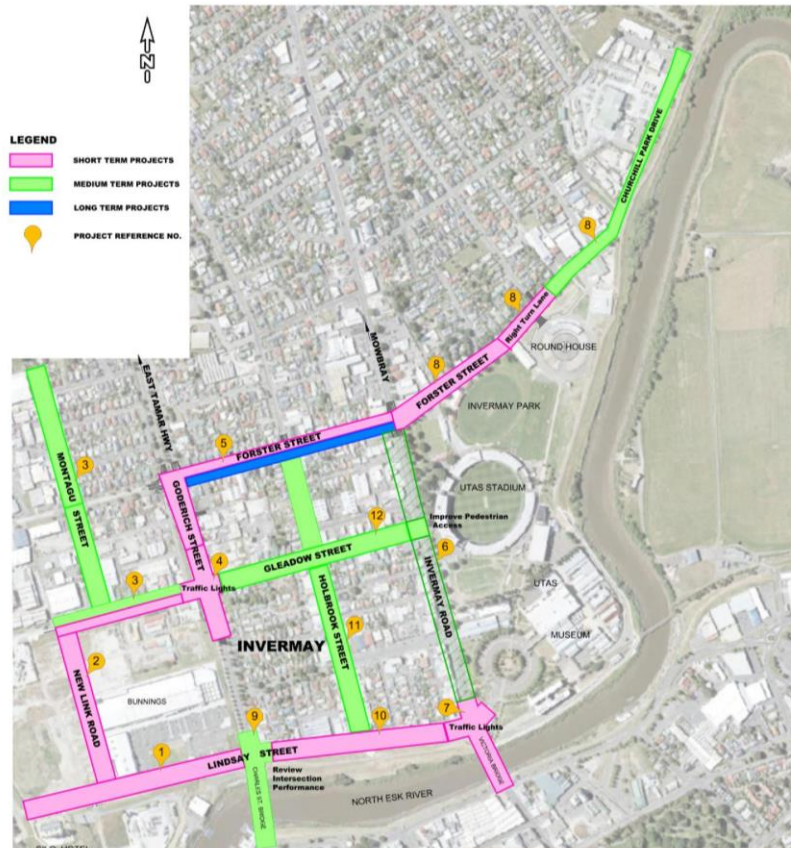 N
LEGEND
SHORT TERM PROJECTS
MEDIUM TERM PROJECTS
LONG TERM PROJECTS
PROJECT REFERENCE NO.
CHURCHILL PARK DRIVE
8
8
Right Turn Lane
ROUND HOUSE
MOWBRAY
8
FORSTER STREET
INVERMAY PARK
EAST TAMAR HWY
5
FORSTER STREET
3
MONTAGU STREET
GODERICH STREET
UTAS STADIUM
12
Improve Pedestrian
Access
GLEADOW STREET
4
Traffic Lights
3
6
INVERMAY ROAD
UTAS
MUSEUM
HOLBROOK STREET
11
INVERMAY
2
NEW LINK ROAD
BUNNINGS
9
10
7
Traffic Lights
1
LINDSAY STREET
Review
Intersection
Performance
CHARLES ST. BRIDGE
VICTORIA BRIDGE
NORTH ESK RIVER